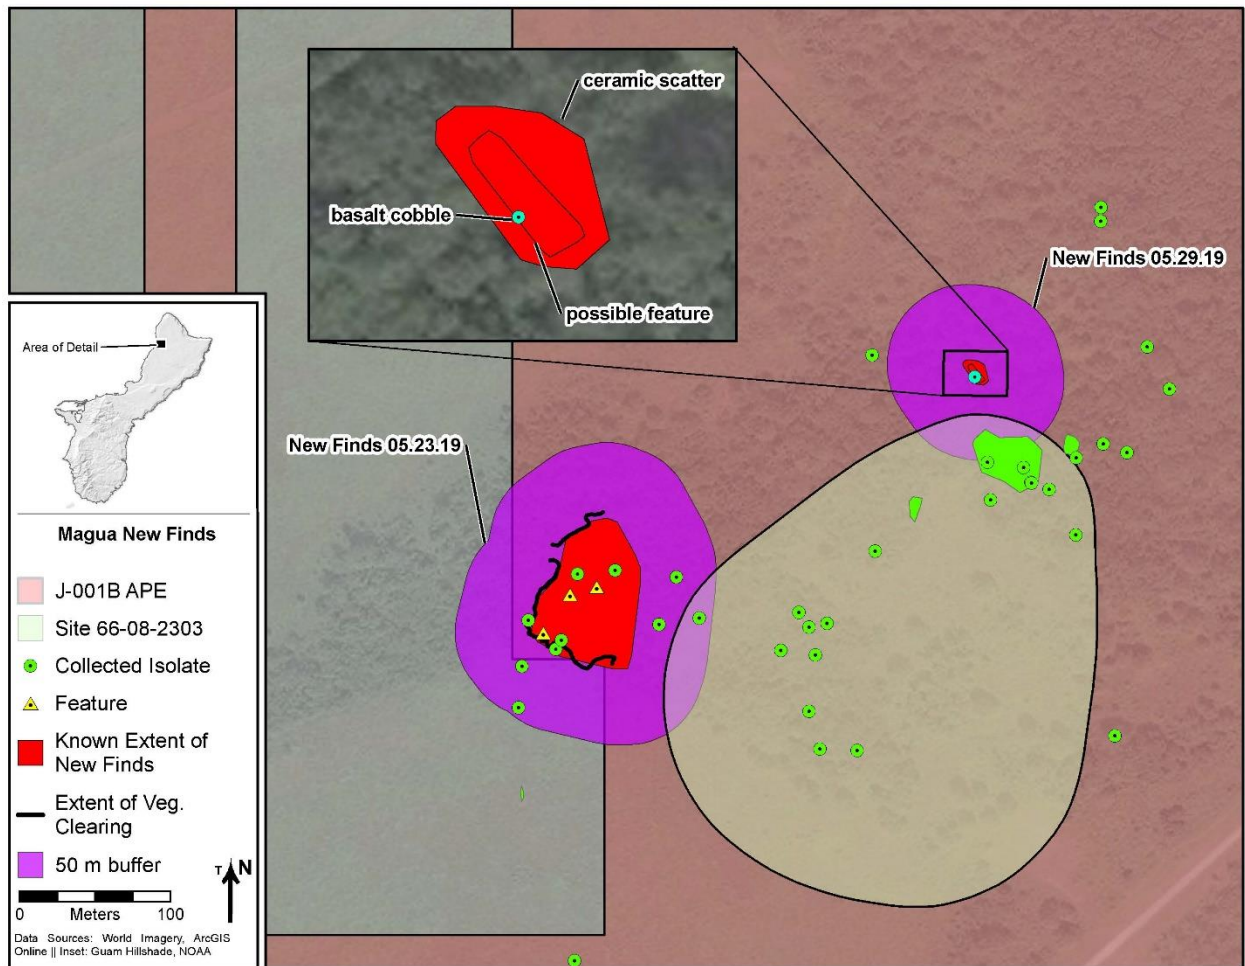 ceramic scatter
basalt cobble
possible feature
New Finds 05.29.19
New Finds 05.23.19
Area of Detail
Magua New Finds
J-001B APE
Site 66-08-2303
Collected Isolate
Feature
Known Extent of
New Finds
Extent of Veg.
Clearing
50 m buffer
T N
0 Meters 100
Data Sources: World Imagery, ArcGIS
Online || Inset: Guam Hillshade, NOAA